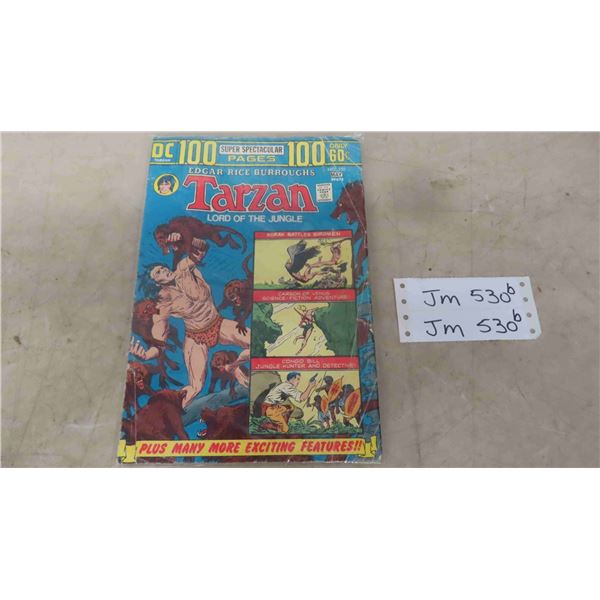 DC 100 SUPER SPECTACULAR PAGES 100 ONLY 60¢
TARZAN
EDGAR RICE BURROUGHS
Tarzan
LORD OF THE JUNGLE
MAY
KORAK BATTLES BIRDMEN
CARSON OF VENUS
SCIENCE-FICTION ADVENTURE
CONGO BILL
JUNGLE HUNTER AND DETECTIVE
PLUS MANY MORE EXCITING FEATURES!!
Jm 530b
Jm 530b